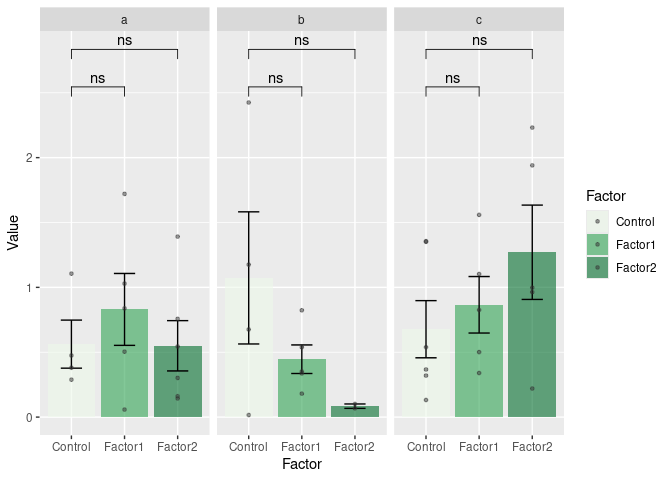 a b c
ns ns ns
ns ns ns
2
1
0
Value
Control Factor1 Factor2 Control Factor1 Factor2 Control Factor1 Factor2
Factor
Factor
Control
Factor1
Factor2